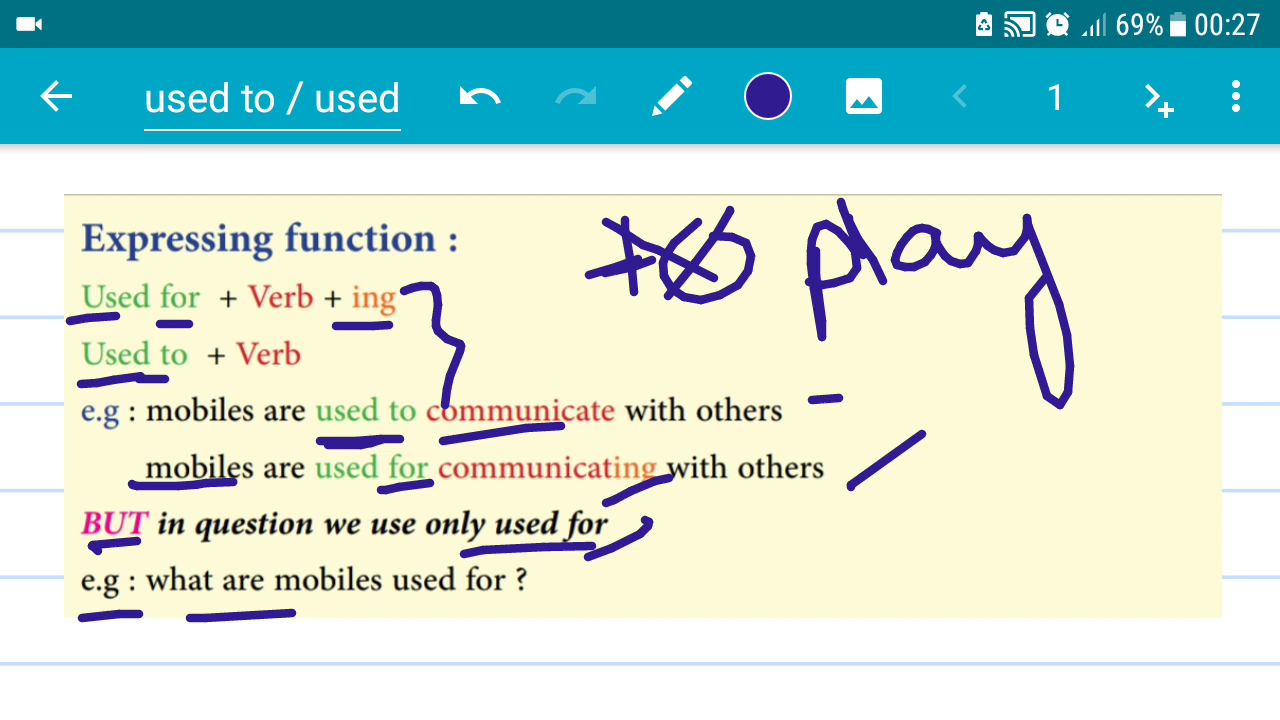 69% 00:27
used to / used
1
Expressing function :
Used for + Verb + ing
Used to + Verb
e.g : mobiles are used to communicate with others
mobiles are used for communicating with others
BUT in question we use only used for
e.g : what are mobiles used for ?
to play